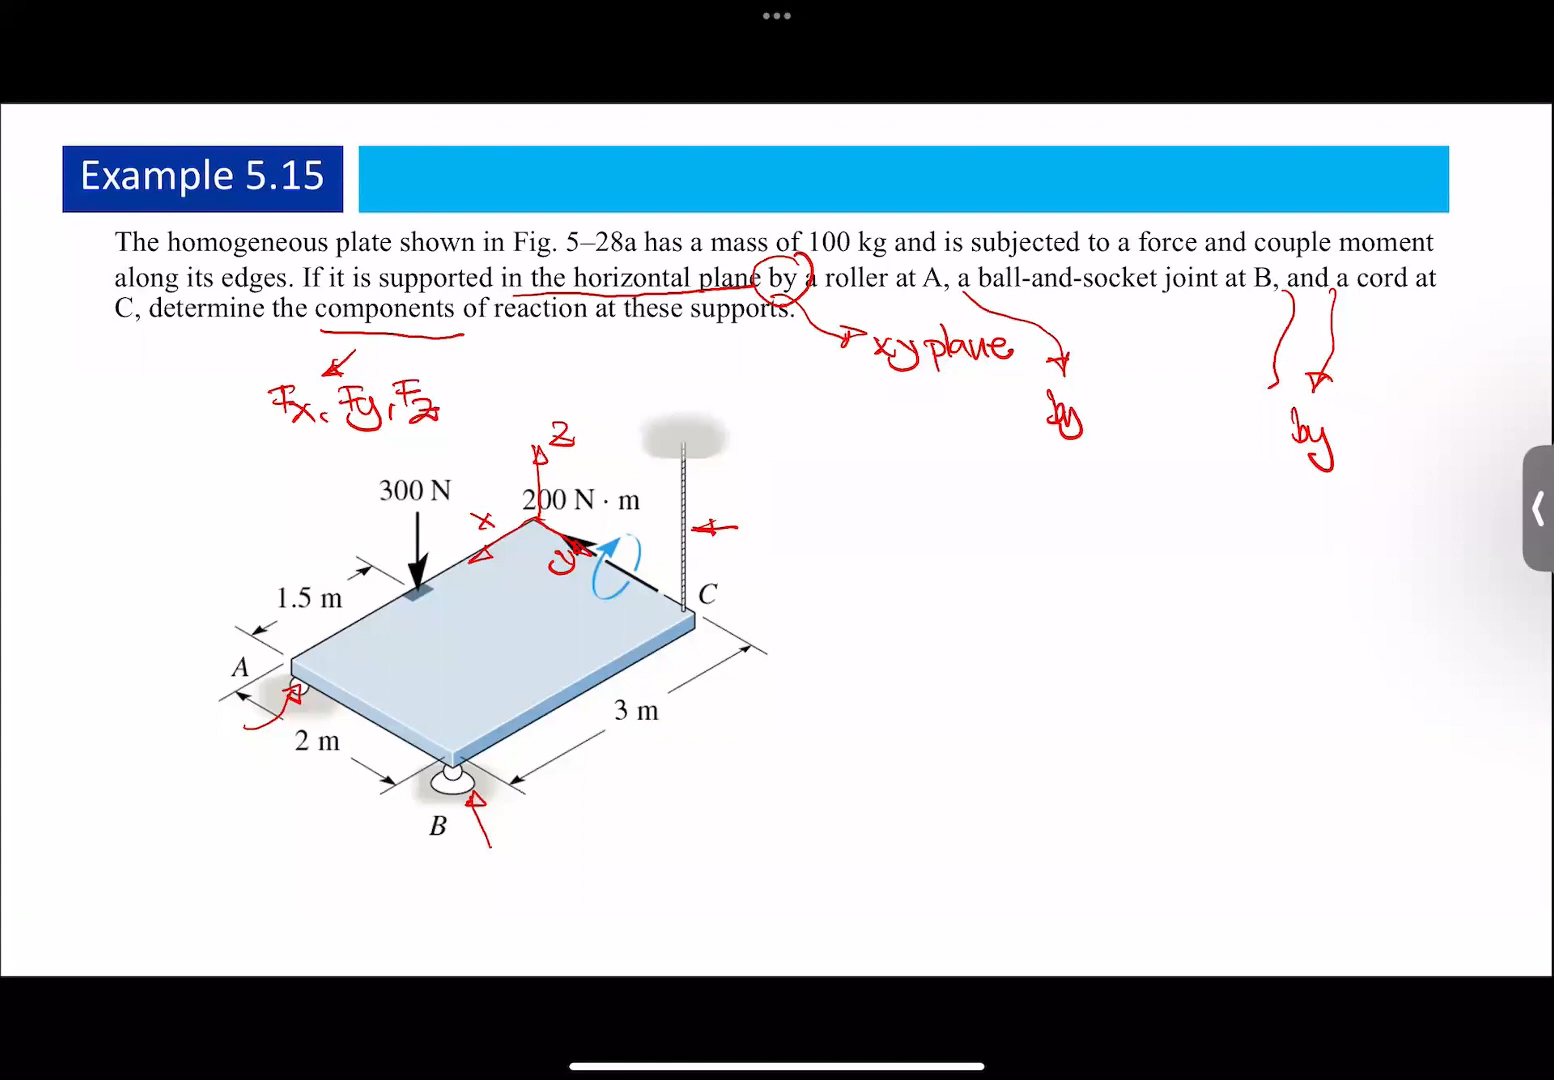 Example 5.15
The homogeneous plate shown in Fig. 5–28a has a mass of 100 kg and is subjected to a force and couple moment
along its edges. If it is supported in the horizontal plane by a roller at A, a ball-and-socket joint at B, and a cord at
C, determine the components of reaction at these supports.
xy plane
Fx, Fy, Fz
by
by
z
300 N
200 N · m
x
y
1.5 m
C
A
3 m
2 m
B